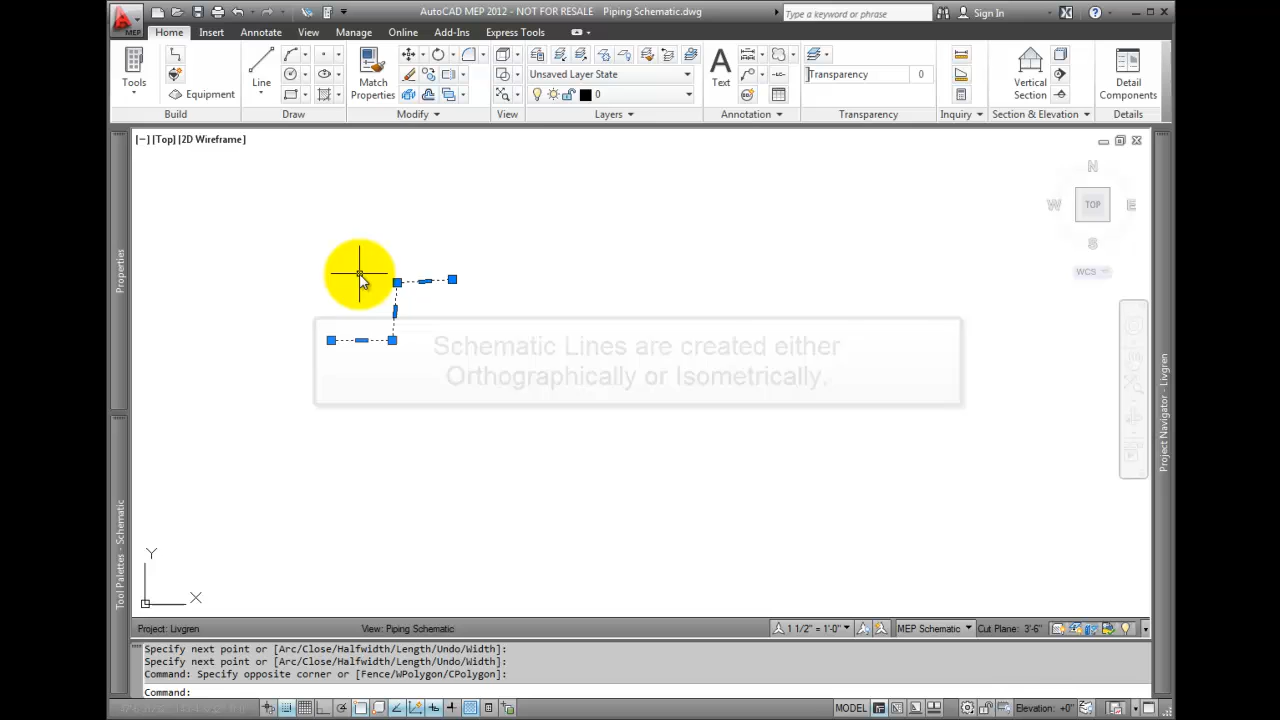 AutoCAD MEP 2012 - NOT FOR RESALE Piping Schematic.dwg
Type a keyword or phrase
Sign In
MEP
Home Insert Annotate View Manage Collaborate Online Add-Ins Express Tools
Tools
Equipment
Build
Line
Draw
Match
Properties
Modify
View
Unsaved Layer State
0
Layers
Text
Annotation
Transparency 0
Transparency
Inquiry
Vertical
Section
Section & Elevation
Detail
Components
Details
[−] [Top] [2D Wireframe]
N
W TOP E
S
WCS
Properties
Tool Palettes - Schematic
Project Navigator - Livgren
Schematic Lines are created either
Orthographically or Isometrically.
Y
X
Project: Livgren View: Piping Schematic 1 1/2" = 1'-0" MEP Schematic Cut Plane: 3'-6"
Specify next point or [Arc/Close/Halfwidth/Length/Undo/Width]:
Specify next point or [Arc/Close/Halfwidth/Length/Undo/Width]:
Command: Specify opposite corner or [Fence/WPolygon/CPolygon]:
Command:
MODEL Elevation: +0"